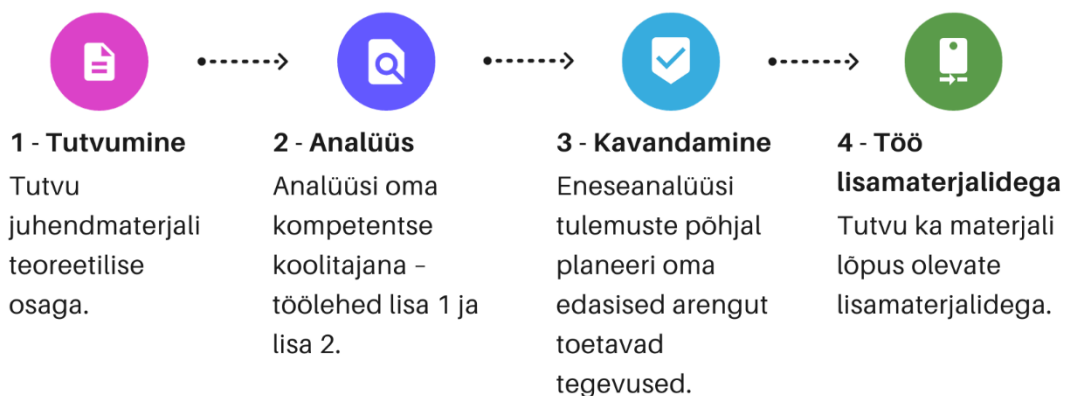 1 - Tutvumine
Tutvu
juhendmaterjali
teoreetilise
osaga.
2 - Analüüs
Analüüsi oma
kompetentse
koolitajana –
töölehed lisa 1 ja
lisa 2.
3 - Kavandamine
Eneseanalüüsi
tulemuste põhjal
planeeri oma
edasised arengut
toetavad
tegevused.
4 - Töö
lisamaterjalidega
Tutvu ka materjali
lõpus olevate
lisamaterjalidega.